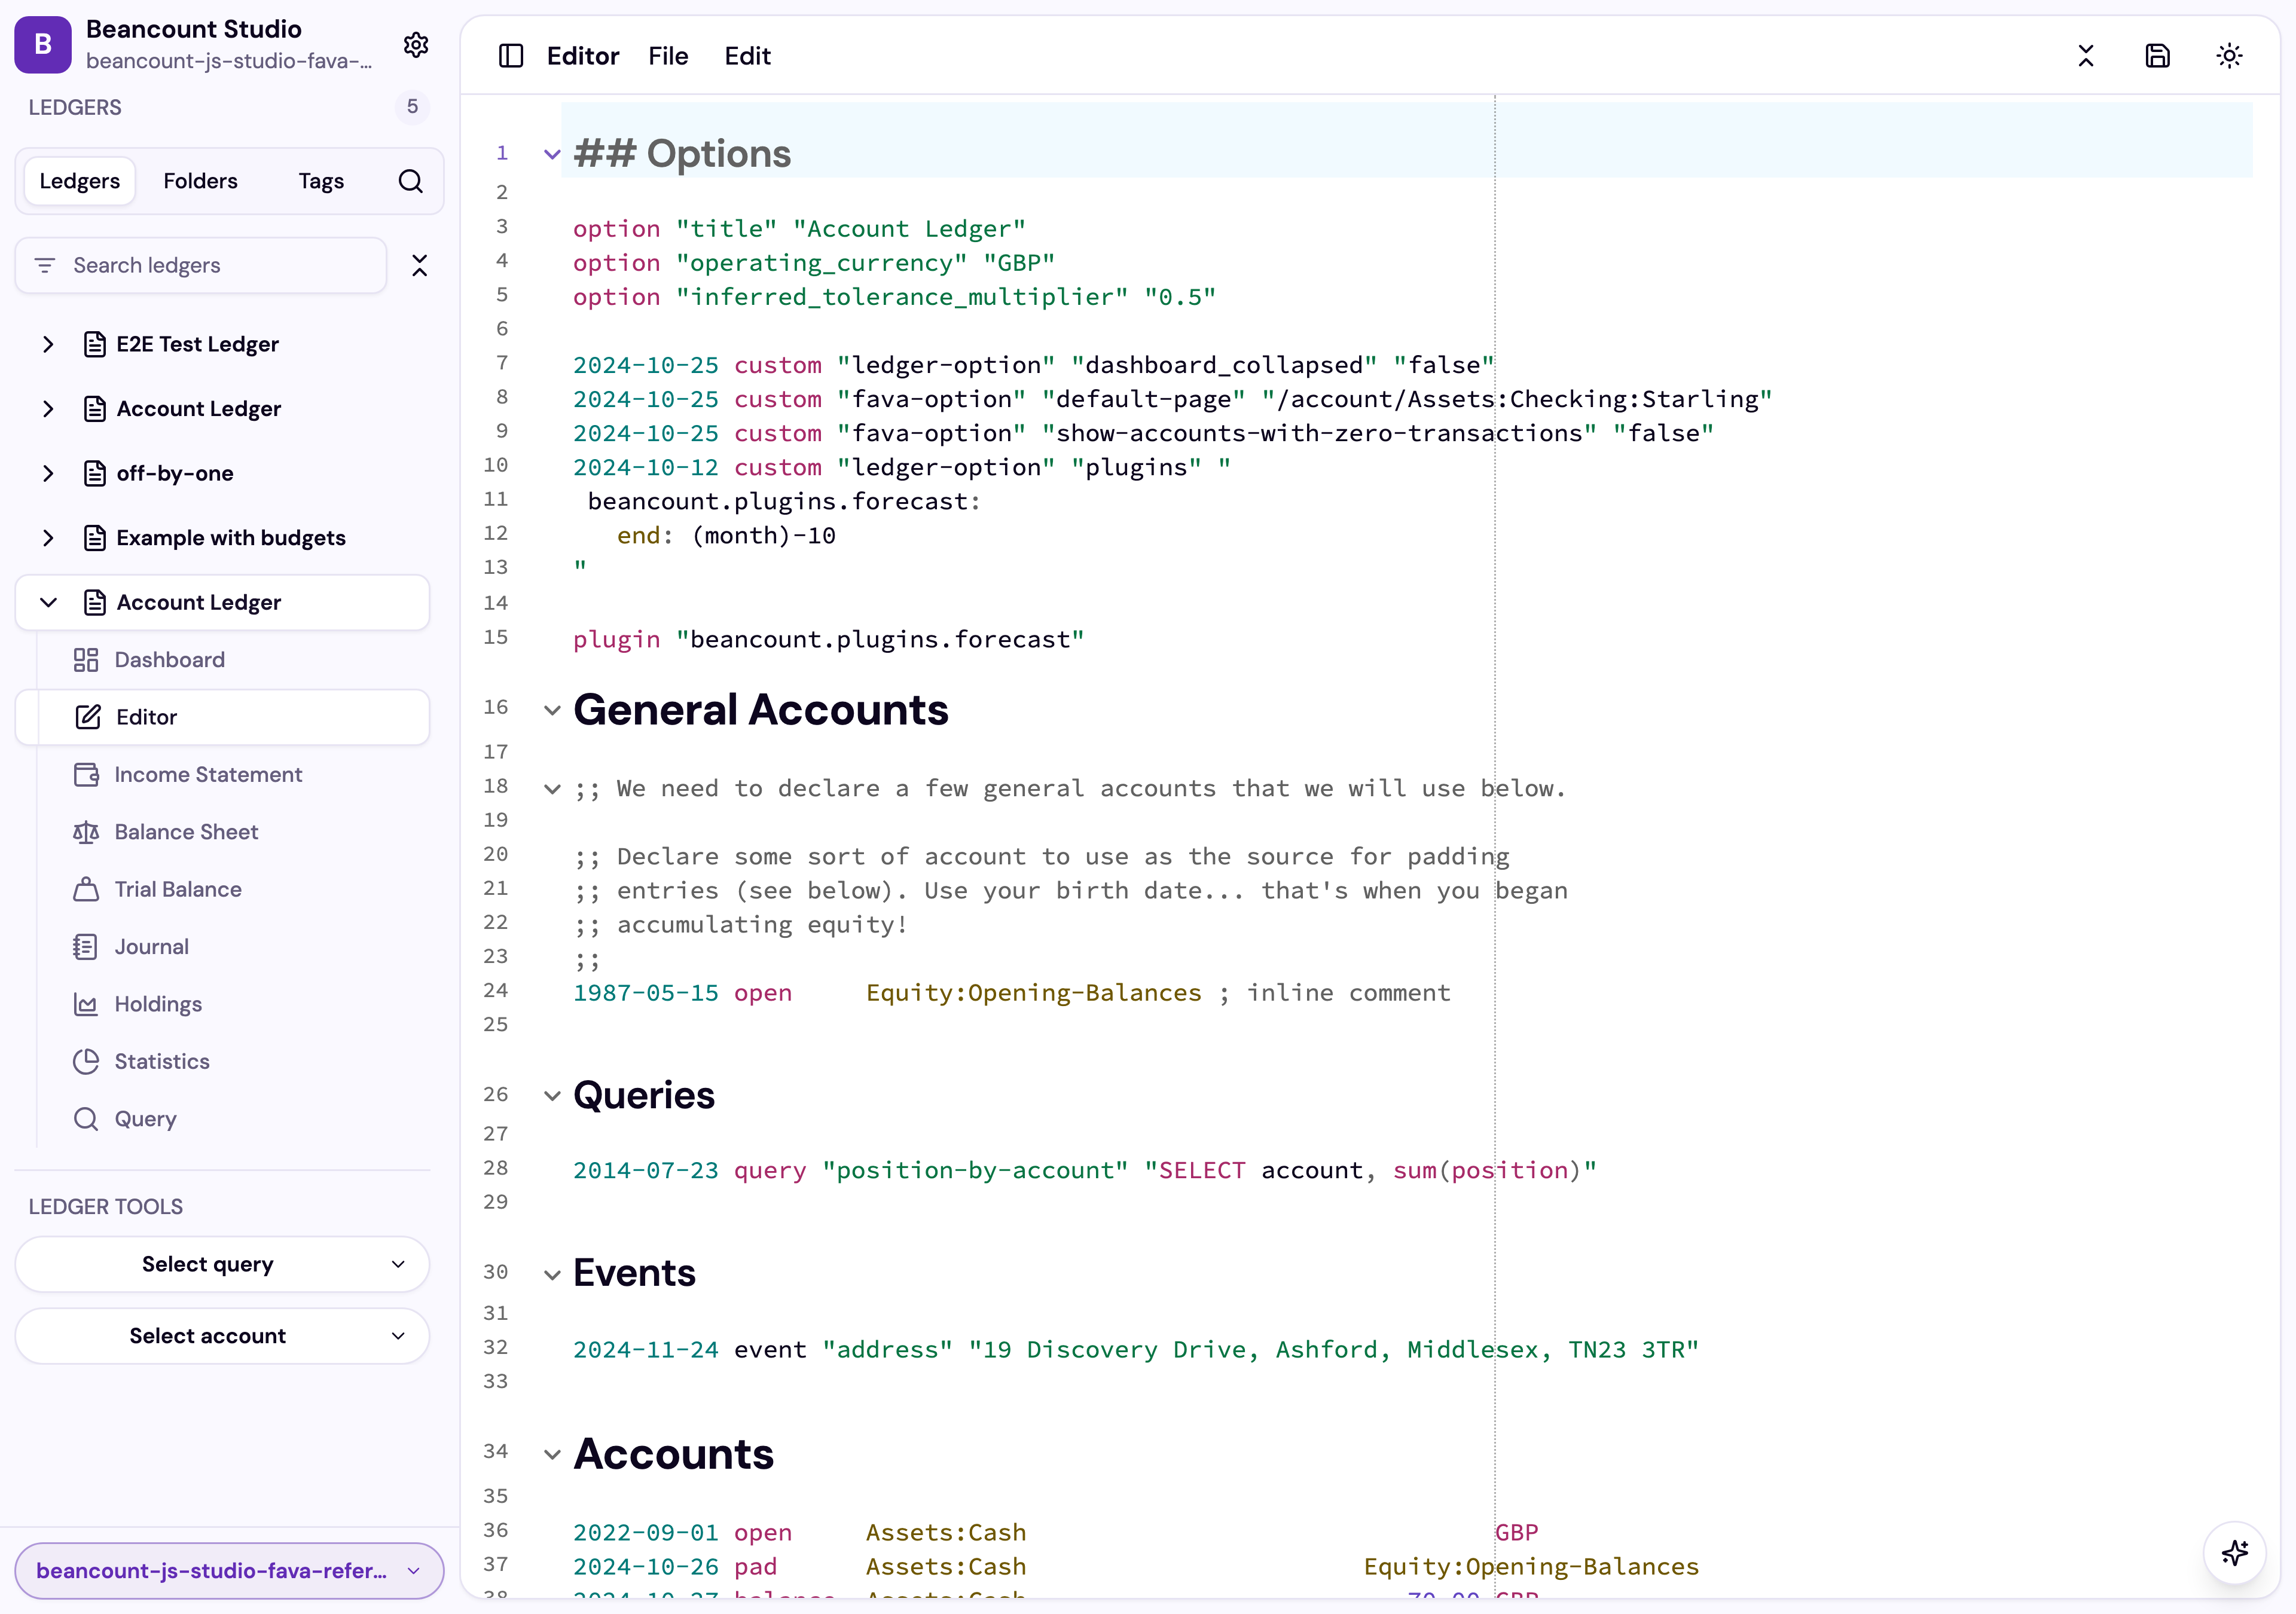 B
Beancount Studio
beancount-js-studio-fava-...
LEDGERS
5
Ledgers Folders Tags
Search ledgers
E2E Test Ledger
Account Ledger
off-by-one
Example with budgets
Account Ledger
Dashboard
Editor
Income Statement
Balance Sheet
Trial Balance
Journal
Holdings
Statistics
Query
LEDGER TOOLS
Select query
Select account
beancount-js-studio-fava-refer...
Editor File Edit
1 ## Options
2
3 option "title" "Account Ledger"
4 option "operating_currency" "GBP"
5 option "inferred_tolerance_multiplier" "0.5"
6
7 2024-10-25 custom "ledger-option" "dashboard_collapsed" "false"
8 2024-10-25 custom "fava-option" "default-page" "/account/Assets:Checking:Starling"
9 2024-10-25 custom "fava-option" "show-accounts-with-zero-transactions" "false"
10 2024-10-12 custom "ledger-option" "plugins" "
11 beancount.plugins.forecast:
12 end: (month)-10
13 "
14
15 plugin "beancount.plugins.forecast"
16 General Accounts
17
18 ;; We need to declare a few general accounts that we will use below.
19
20 ;; Declare some sort of account to use as the source for padding
21 ;; entries (see below). Use your birth date... that's when you began
22 ;; accumulating equity!
23 ;;
24 1987-05-15 open Equity:Opening-Balances ; inline comment
25
26 Queries
27
28 2014-07-23 query "position-by-account" "SELECT account, sum(position)"
29
30 Events
31
32 2024-11-24 event "address" "19 Discovery Drive, Ashford, Middlesex, TN23 3TR"
33
34 Accounts
35
36 2022-09-01 open Assets:Cash GBP
37 2024-10-26 pad Assets:Cash Equity:Opening-Balances
38 2024-10-27 balance Assets:Cash 70.00 GBP